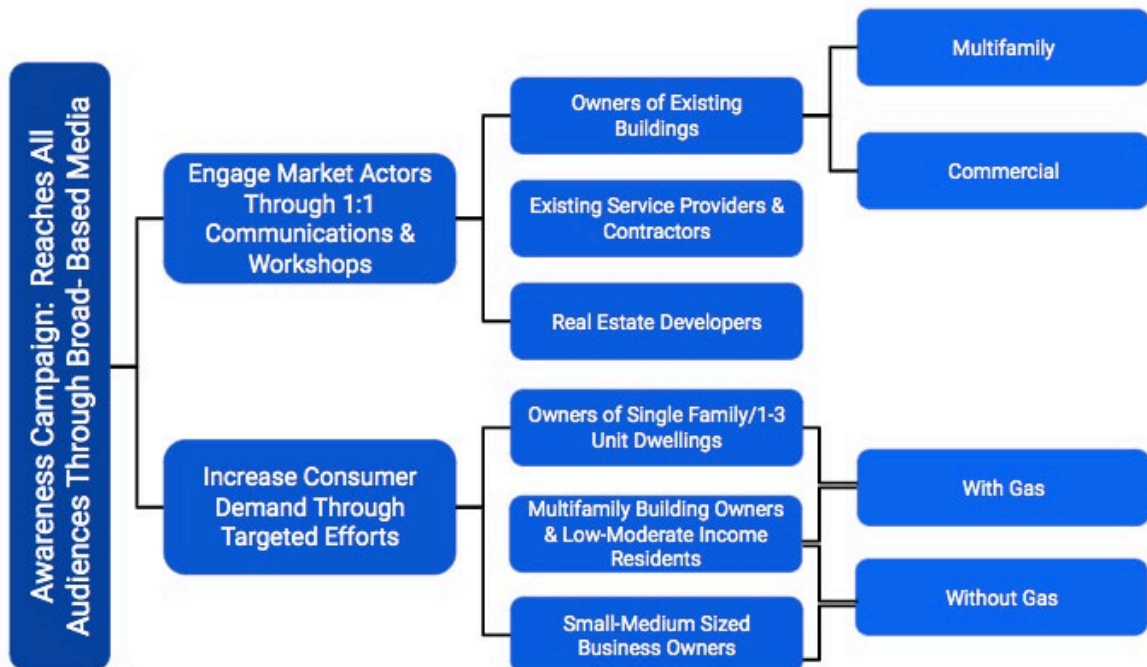 Awareness Campaign: Reaches All
Audiences Through Broad- Based Media
Engage Market Actors
Through 1:1
Communications &
Workshops
Owners of Existing
Buildings
Multifamily
Commercial
Existing Service Providers &
Contractors
Real Estate Developers
Increase Consumer
Demand Through
Targeted Efforts
Owners of Single Family/1-3
Unit Dwellings
Multifamily Building Owners
& Low-Moderate Income
Residents
Small-Medium Sized
Business Owners
With Gas
Without Gas